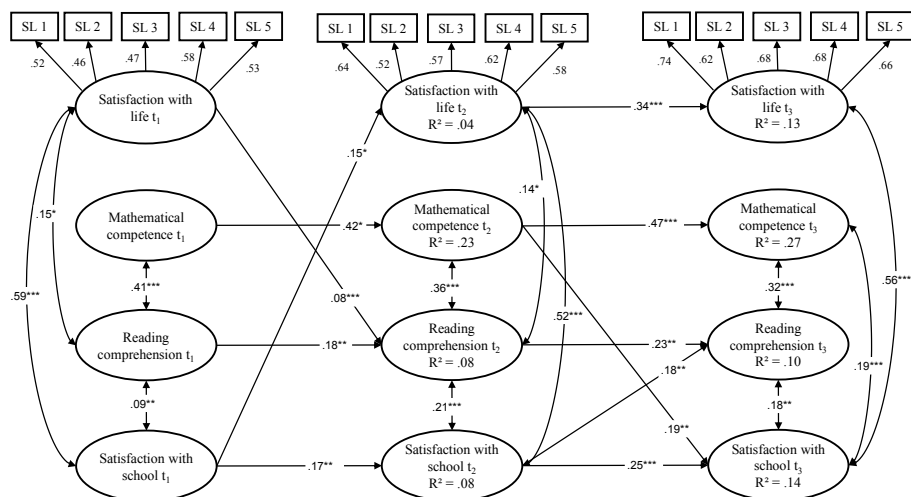 SL 1 SL 2 SL 3 SL 4 SL 5 SL 1 SL 2 SL 3 SL 4 SL 5 SL 1 SL 2 SL 3 SL 4 SL 5
.52 .46 .47 .58 .53 .64 .52 .57 .62 .58 .74 .62 .68 .68 .66
Satisfaction with
life t1
Satisfaction with
life t2
R² = .04
.34***
Satisfaction with
life t3
R² = .13
.15*
.14*
.15*
Mathematical
competence t1
.42*
Mathematical
competence t2
R² = .23
.47***
Mathematical
competence t3
R² = .27
.59***
.41***
.08***
.36***
.52***
.32***
.56***
Reading
comprehension t1
.18**
Reading
comprehension t2
R² = .08
.23**
Reading
comprehension t3
R² = .10
.18**
.19***
.09**
.21***
.19**
.18**
Satisfaction with
school t1
.17**
Satisfaction with
school t2
R² = .08
.25***
Satisfaction with
school t3
R² = .14